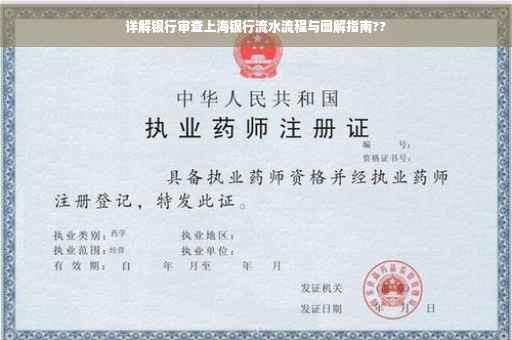 详解银行审查上海银行流水流程与图解指南??
中华人民共和国
执业药师注册证
编 号:
资格证书号:
具备执业药师资格并经执业药师
注册登记，特发此证。
执业类别: 药学 执业地区:
执业范围: 经营 执业单位:
有 效 期: 自 年 月至 年 月
发证机关
发证日期 年 月 日